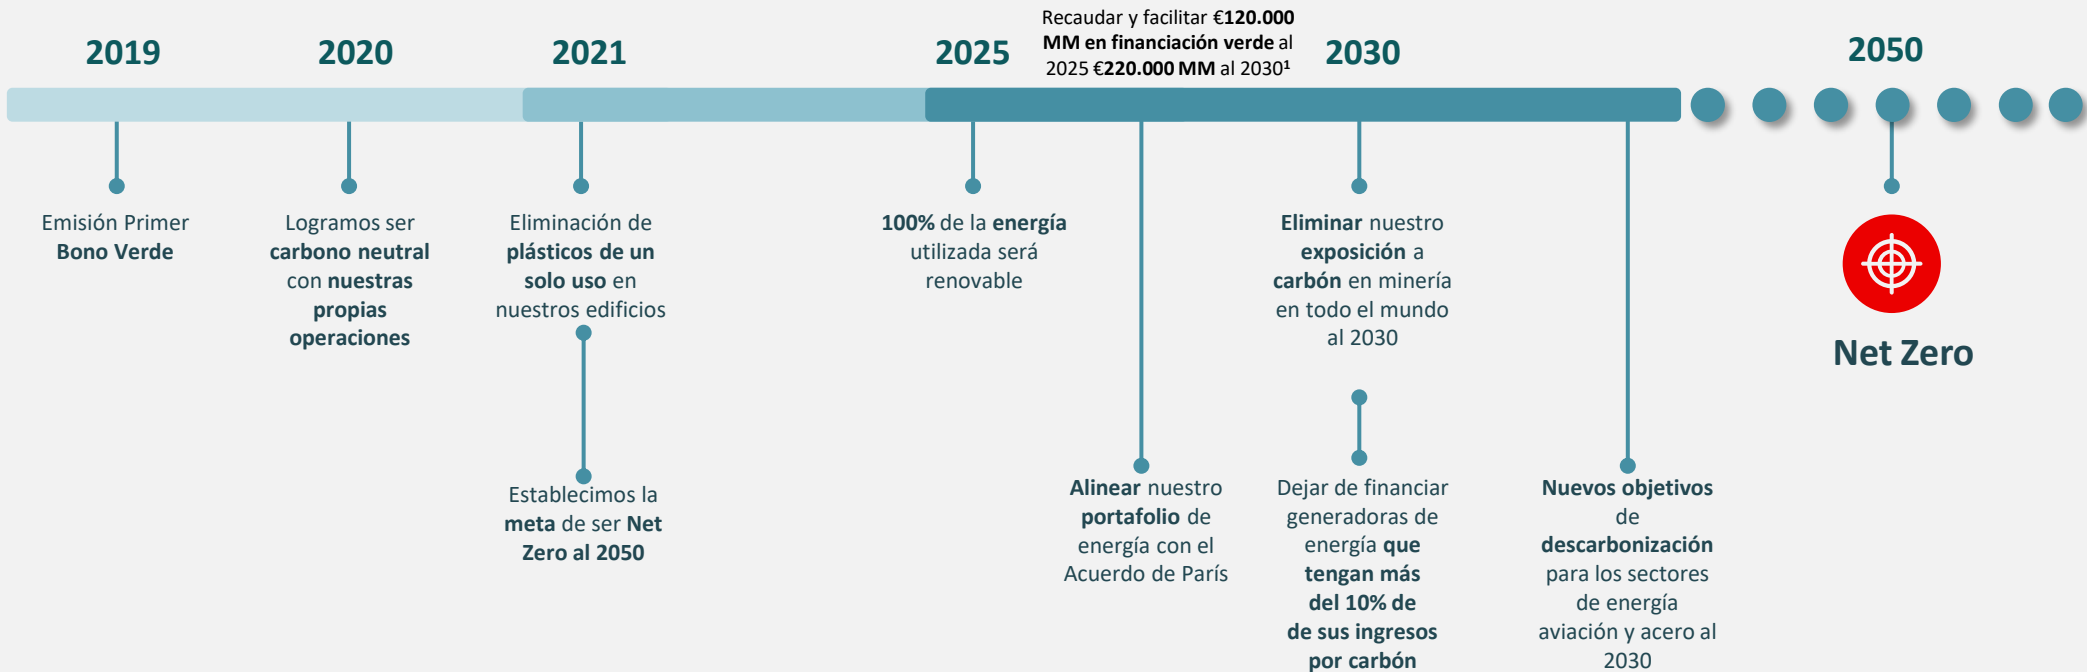 2019
2020
2021
2025
Recaudar y facilitar €120.000
MM en financiación verde al
2025 €220.000 MM al 2030¹
2030
2050
Emisión Primer
Bono Verde
Logramos ser
carbono neutral
con nuestras
propias
operaciones
Eliminación de
plásticos de un
solo uso en
nuestros edificios
Establecimos la
meta de ser Net
Zero al 2050
100% de la energía
utilizada será
renovable
Alinear nuestro
portafolio de
energía con el
Acuerdo de París
Eliminar nuestro
exposición a
carbón en minería
en todo el mundo
al 2030
Dejar de financiar
generadoras de
energía que
tengan más
del 10% de
de sus ingresos
por carbón
Nuevos objetivos
de
descarbonización
para los sectores
de energía
aviación y acero al
2030
Net Zero